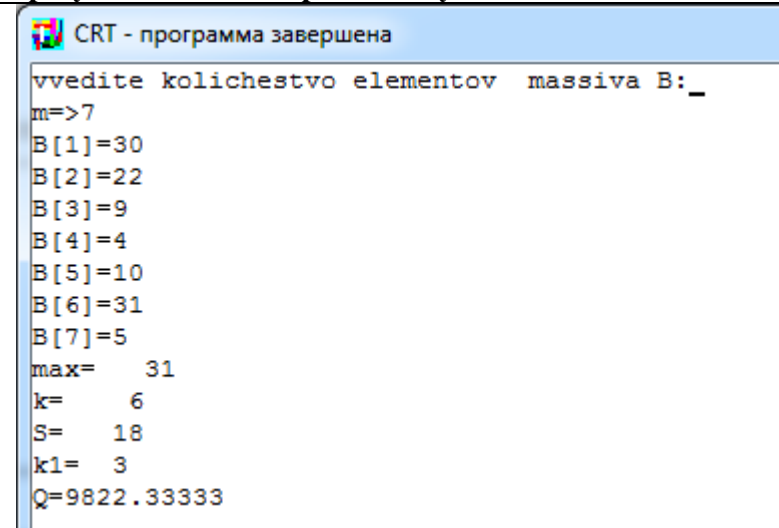 CRT - программа завершена
vvedite kolichestvo elementov  massiva B:_
m=>7
B[1]=30
B[2]=22
B[3]=9
B[4]=4
B[5]=10
B[6]=31
B[7]=5
max=   31
k=    6
S=   18
k1=  3
Q=9822.33333